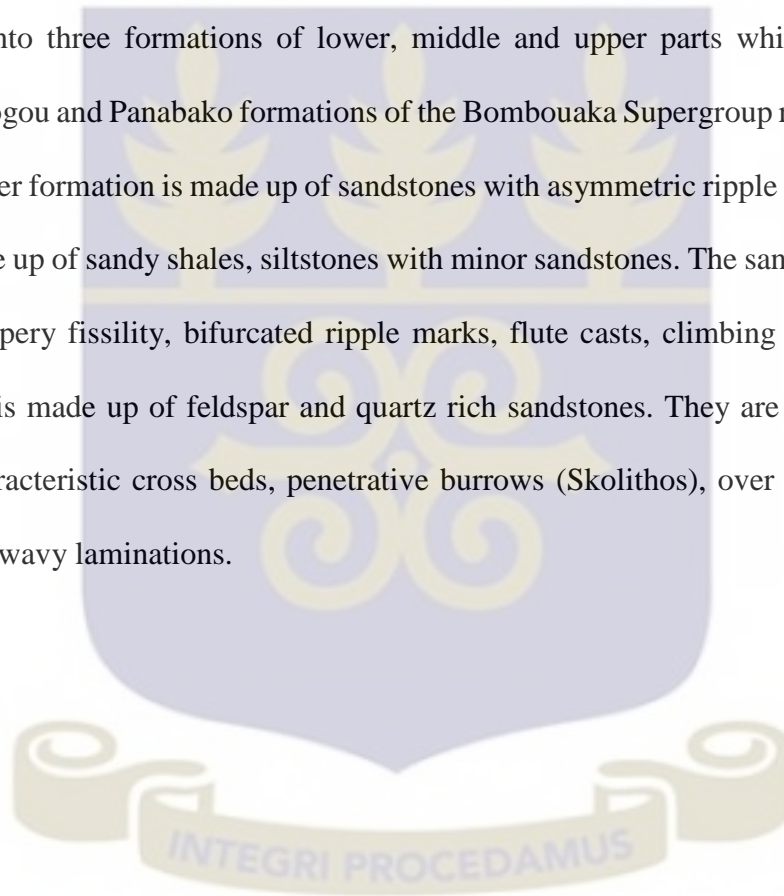 nto three formations of lower, middle and upper parts whi
ogou and Panabako formations of the Bombouaka Supergroup r
er formation is made up of sandstones with asymmetric ripple
e up of sandy shales, siltstones with minor sandstones. The san
pery fissility, bifurcated ripple marks, flute casts, climbing
is made up of feldspar and quartz rich sandstones. They are
racteristic cross beds, penetrative burrows (Skolithos), over
wavy laminations.
INTEGRI PROCEDAMUS